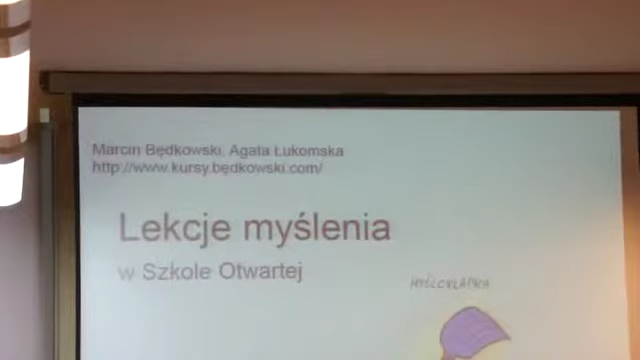 Marcin Będkowski, Agata Łukomska
http://www.kursy.będkowski.com/
Lekcje myślenia
w Szkole Otwartej